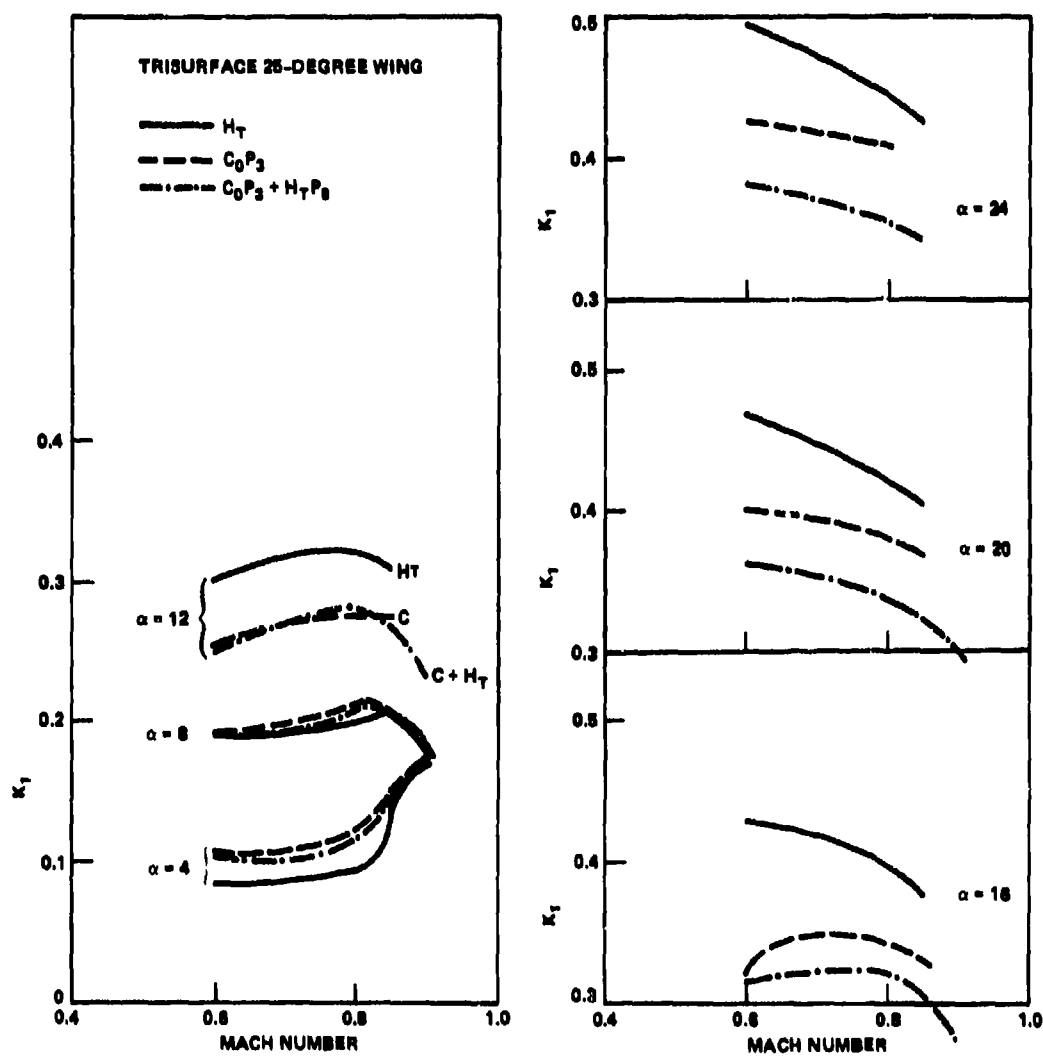 TRISURFACE 25-DEGREE WING
H_T
C_0P_3
C_0P_3 + H_TP_8
0.4
0.3
0.2
0.1
0
K_1
α = 12
α = 8
α = 4
HT
C
C + H_T
0.4
0.6
0.8
1.0
MACH NUMBER
0.5
0.4
0.3
K_1
α = 24
0.5
0.4
0.3
K_1
α = 20
0.5
0.4
0.3
K_1
α = 16
0.4
0.6
0.8
1.0
MACH NUMBER